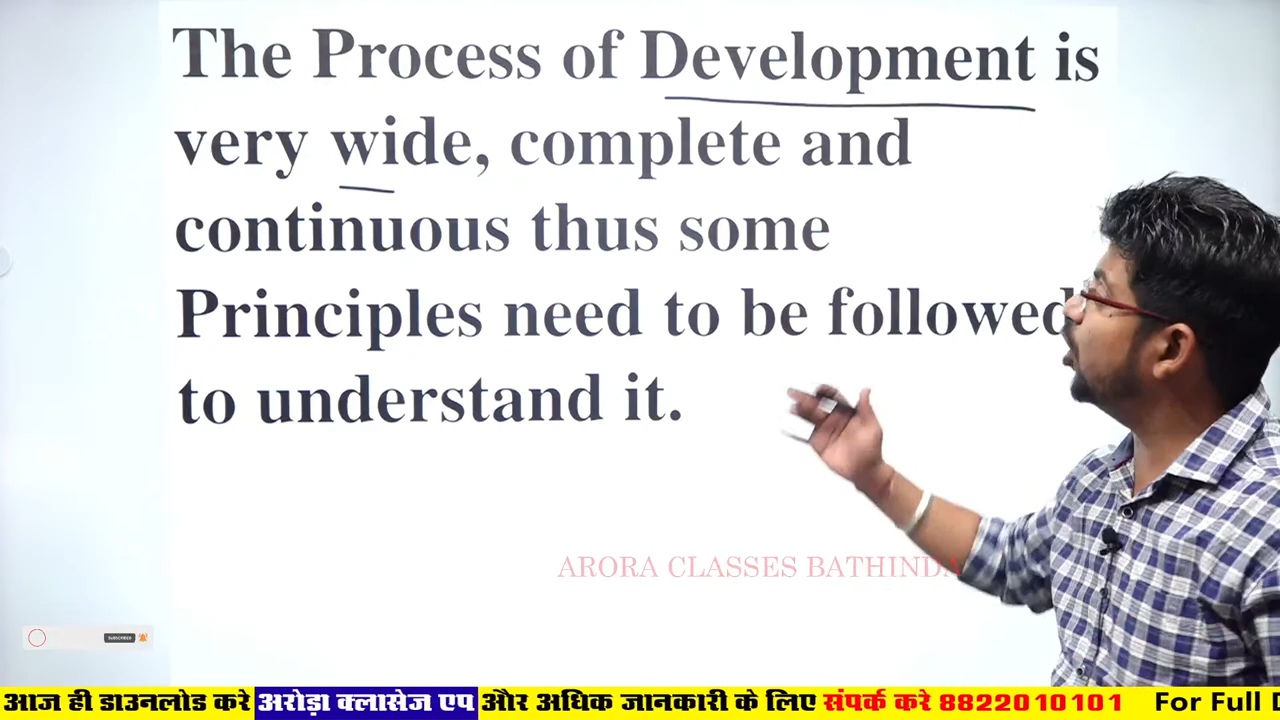 The Process of Development is
very wide, complete and
continuous thus some
Principles need to be followed
to understand it.
ARORA CLASSES BATHINDA
SUBSCRIBED
आज ही डाउनलोड करे अरोड़ा क्लासेज एप और अधिक जानकारी के लिए संपर्क करे 8822010101 For Full